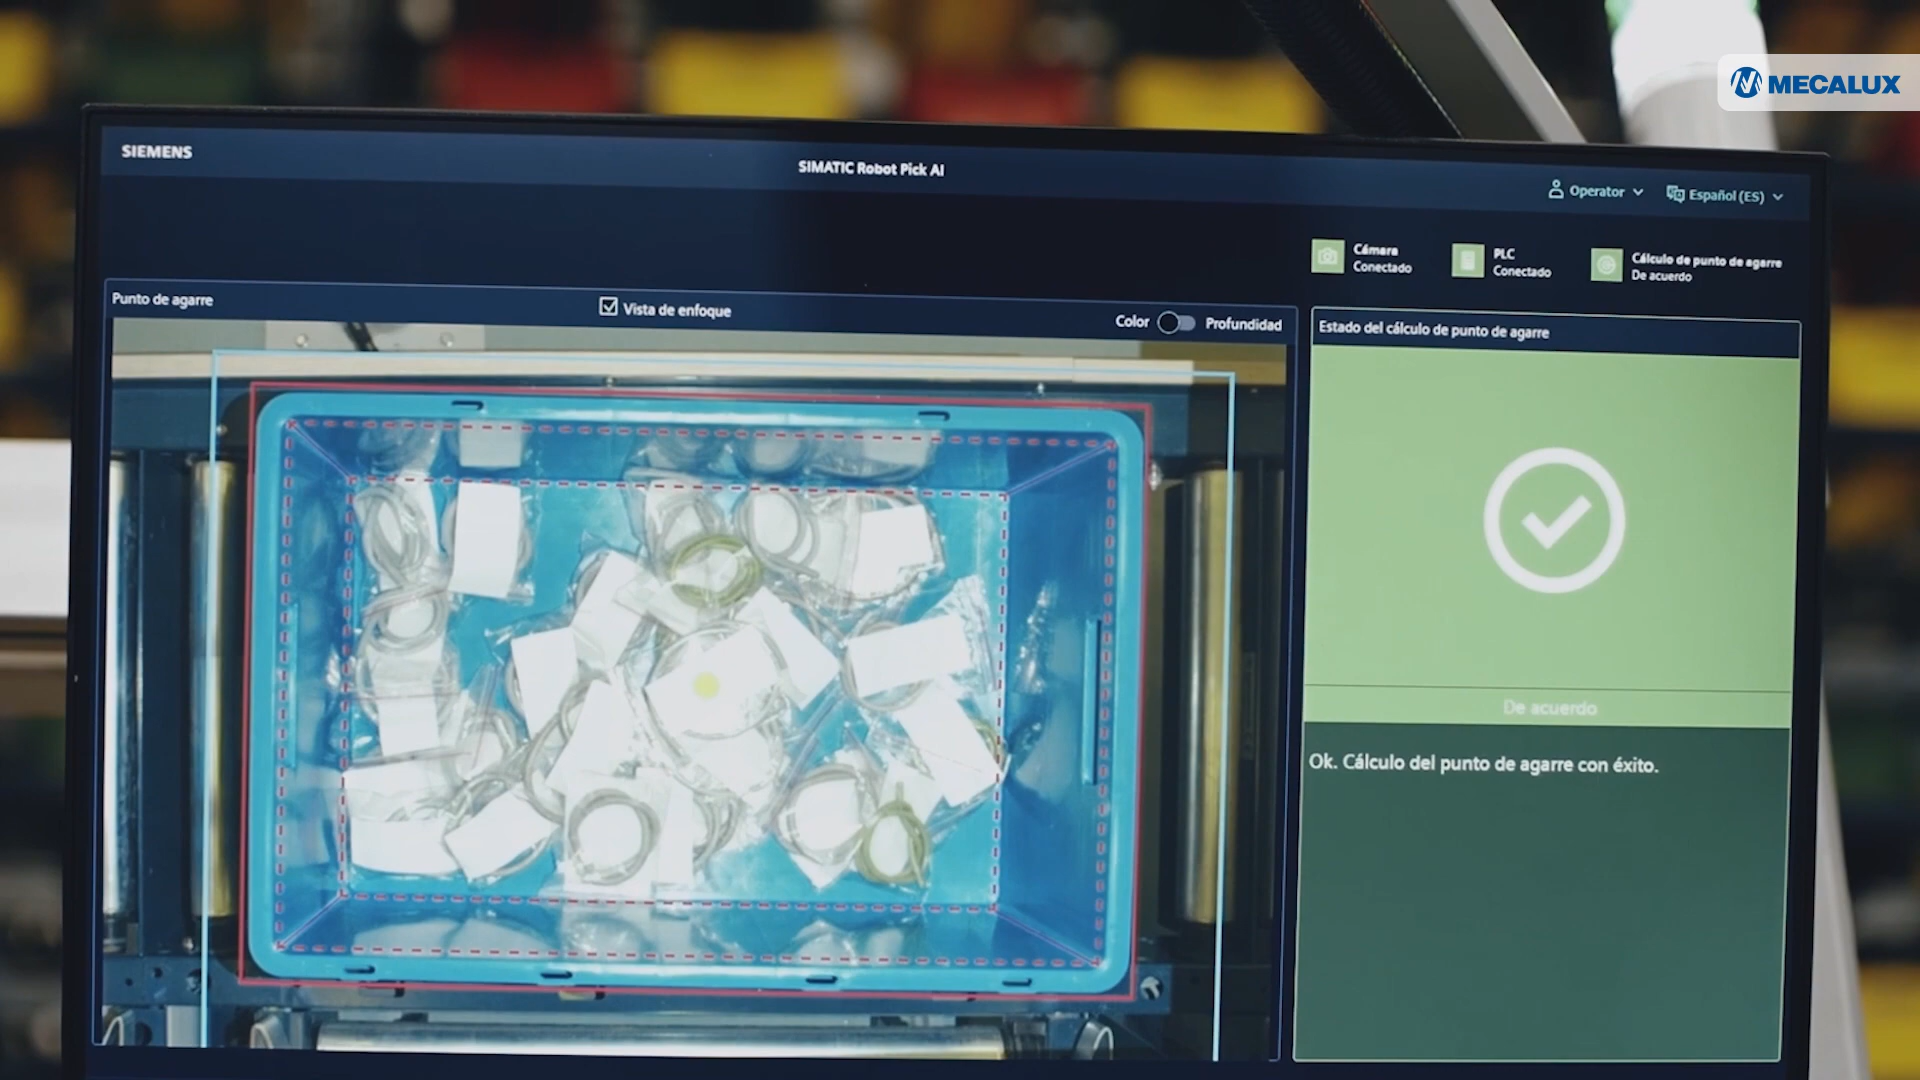 MECALUX
SIEMENS
SIMATIC Robot Pick AI
Operator
Español (ES)
Cámara
Conectado
PLC
Conectado
Cálculo de punto de agarre
De acuerdo
Punto de agarre
Vista de enfoque
Color
Profundidad
Estado del cálculo de punto de agarre
De acuerdo
Ok. Cálculo del punto de agarre con éxito.